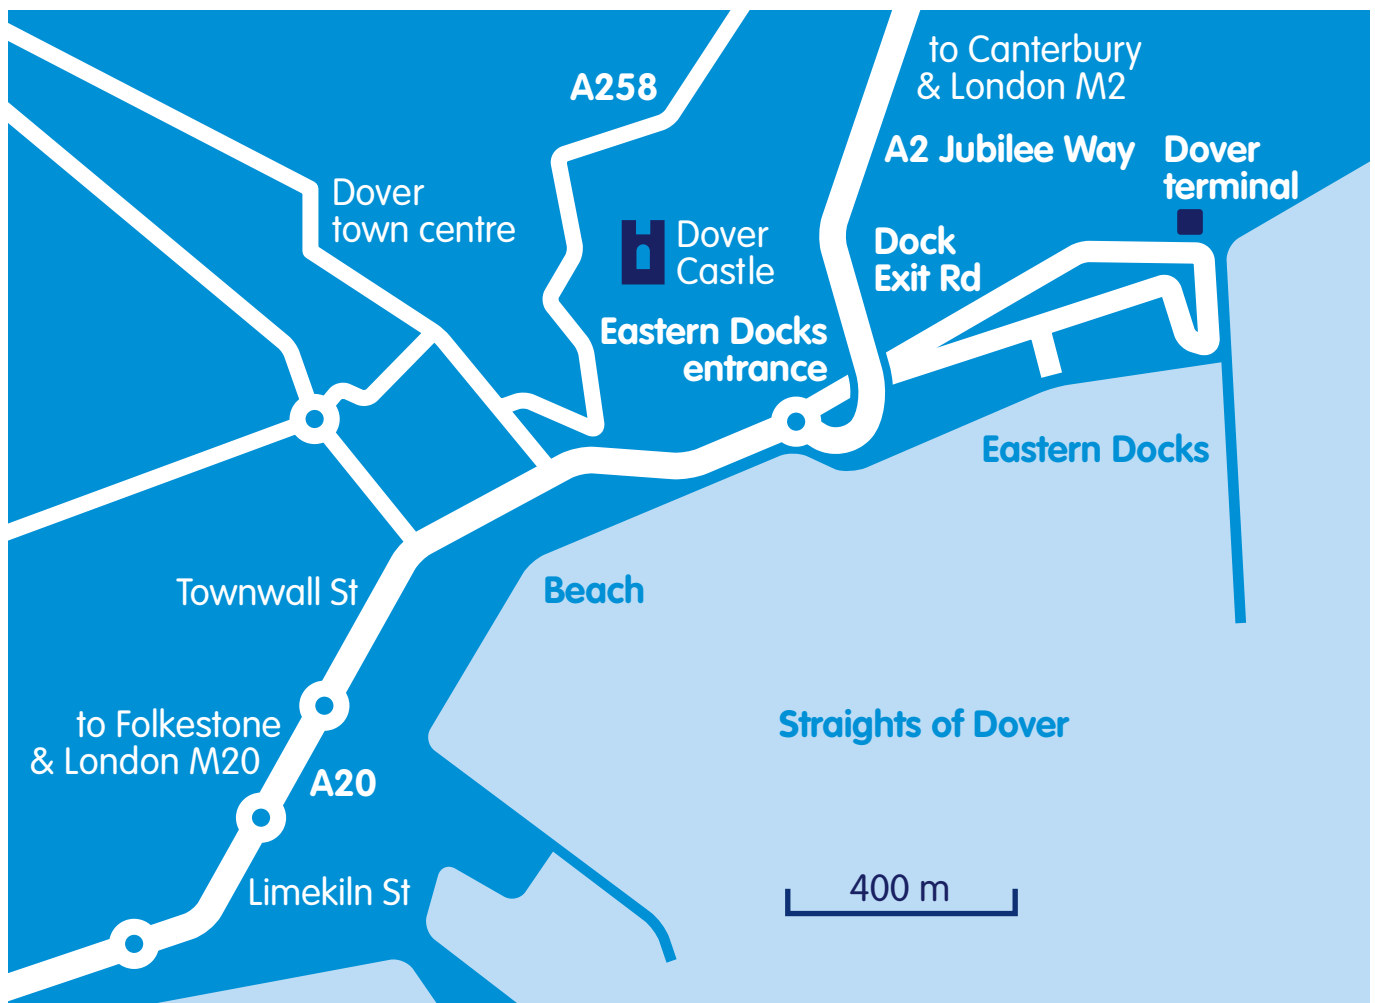 to Canterbury
& London M2
A258
A2 Jubilee Way
Dover
terminal
Dover
town centre
Dover
Castle
Dock
Exit Rd
Eastern Docks
entrance
Eastern Docks
Townwall St
Beach
to Folkestone
& London M20
Straights of Dover
A20
Limekiln St
400 m